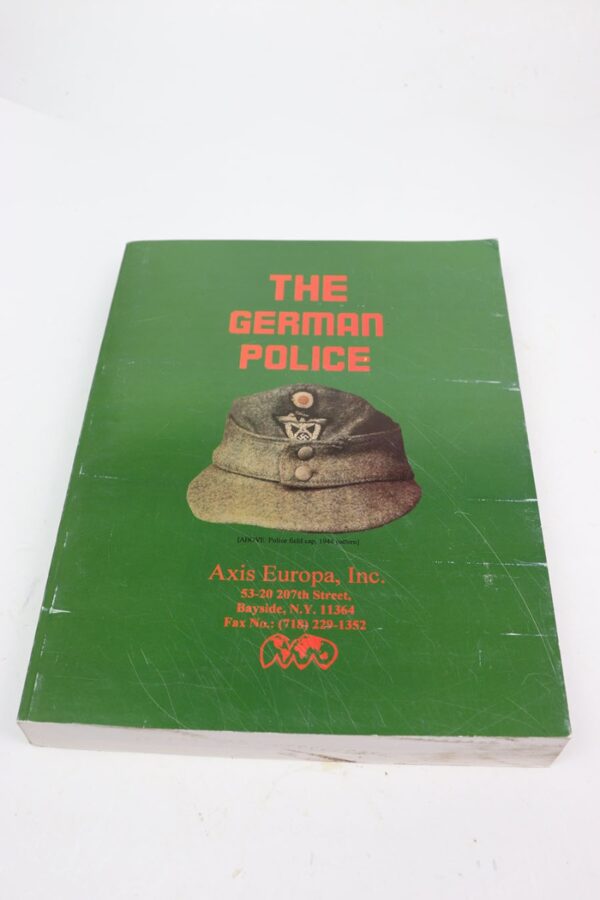 THE
GERMAN
POLICE
(ABOVE: Police field cap, 1944 pattern)
Axis Europa, Inc.
53-20 207th Street,
Bayside, N.Y. 11364
Fax No.: (718) 229-1352